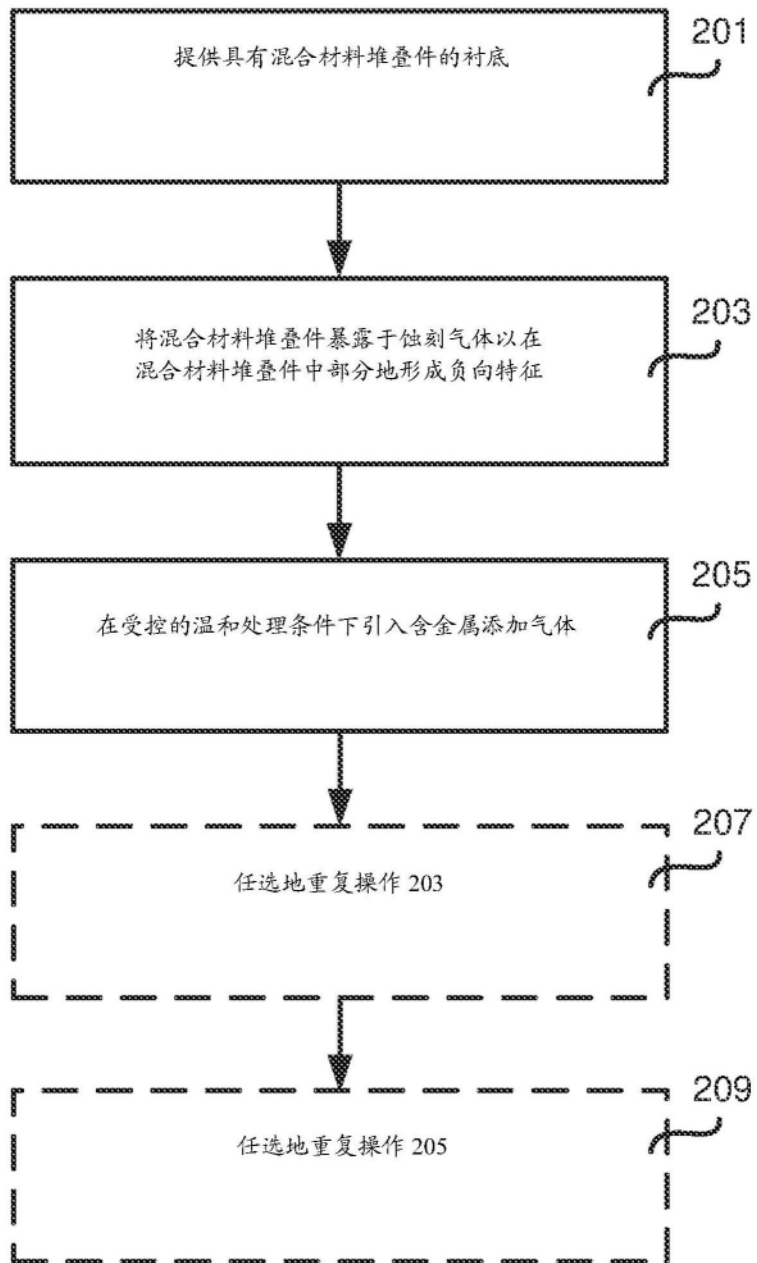 提供具有混合材料堆叠件的衬底
201
将混合材料堆叠件暴露于蚀刻气体以在
混合材料堆叠件中部分地形成负向特征
203
在受控的温和处理条件下引入含金属添加气体
205
任选地重复操作 203
207
任选地重复操作 205
209